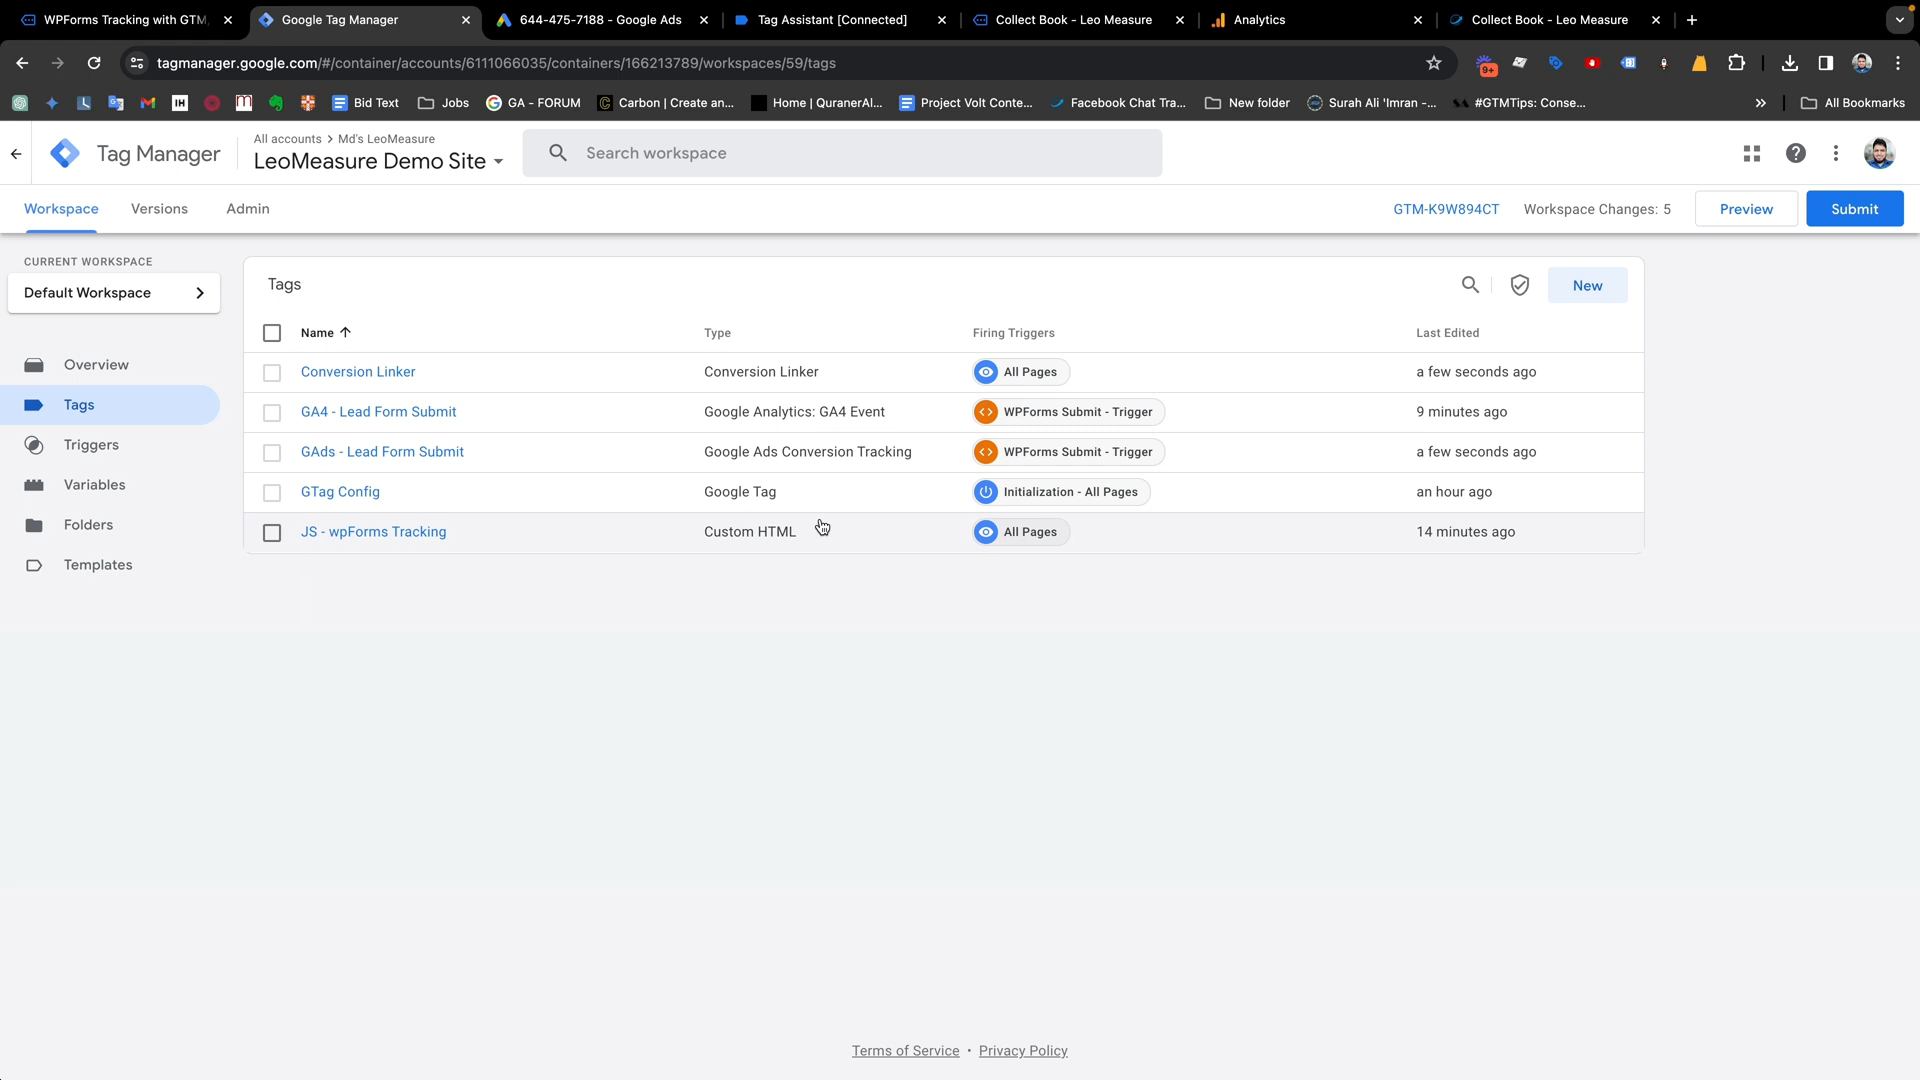 WPForms Tracking with GTM,
Google Tag Manager
644-475-7188 - Google Ads
Tag Assistant [Connected]
Collect Book - Leo Measure
Analytics
Collect Book - Leo Measure
tagmanager.google.com/#/container/accounts/6111066035/containers/166213789/workspaces/59/tags
9+
Bid Text
Jobs
GA - FORUM
Carbon | Create an...
Home | QuranerAl...
Project Volt Conte...
Facebook Chat Tra...
New folder
Surah Ali 'Imran -...
#GTMTips: Conse...
All Bookmarks
Tag Manager
All accounts > Md's LeoMeasure
LeoMeasure Demo Site
Search workspace
Workspace
Versions
Admin
GTM-K9W894CT
Workspace Changes: 5
Preview
Submit
CURRENT WORKSPACE
Default Workspace
Overview
Tags
Triggers
Variables
Folders
Templates
Tags
New
Name Type Firing Triggers Last Edited
Conversion Linker Conversion Linker All Pages a few seconds ago
GA4 - Lead Form Submit Google Analytics: GA4 Event WPForms Submit - Trigger 9 minutes ago
GAds - Lead Form Submit Google Ads Conversion Tracking WPForms Submit - Trigger a few seconds ago
GTag Config Google Tag Initialization - All Pages an hour ago
JS - wpForms Tracking Custom HTML All Pages 14 minutes ago
Terms of Service • Privacy Policy